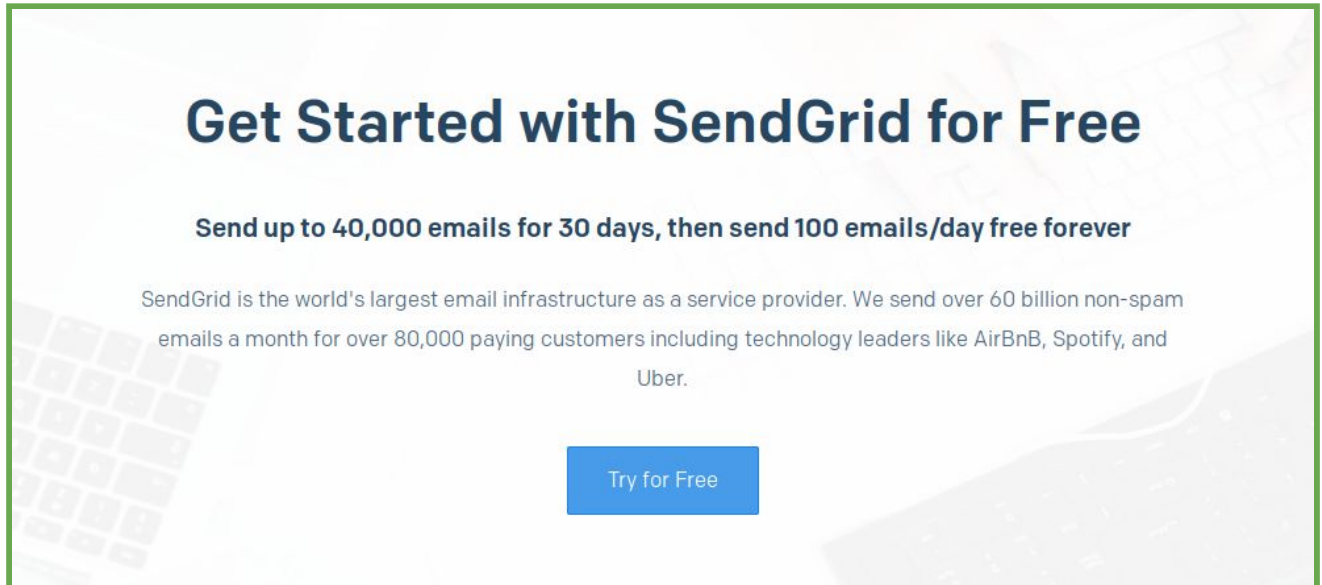 Get Started with SendGrid for Free
Send up to 40,000 emails for 30 days, then send 100 emails/day free forever
SendGrid is the world's largest email infrastructure as a service provider. We send over 60 billion non-spam
emails a month for over 80,000 paying customers including technology leaders like AirBnB, Spotify, and
Uber.
Try for Free